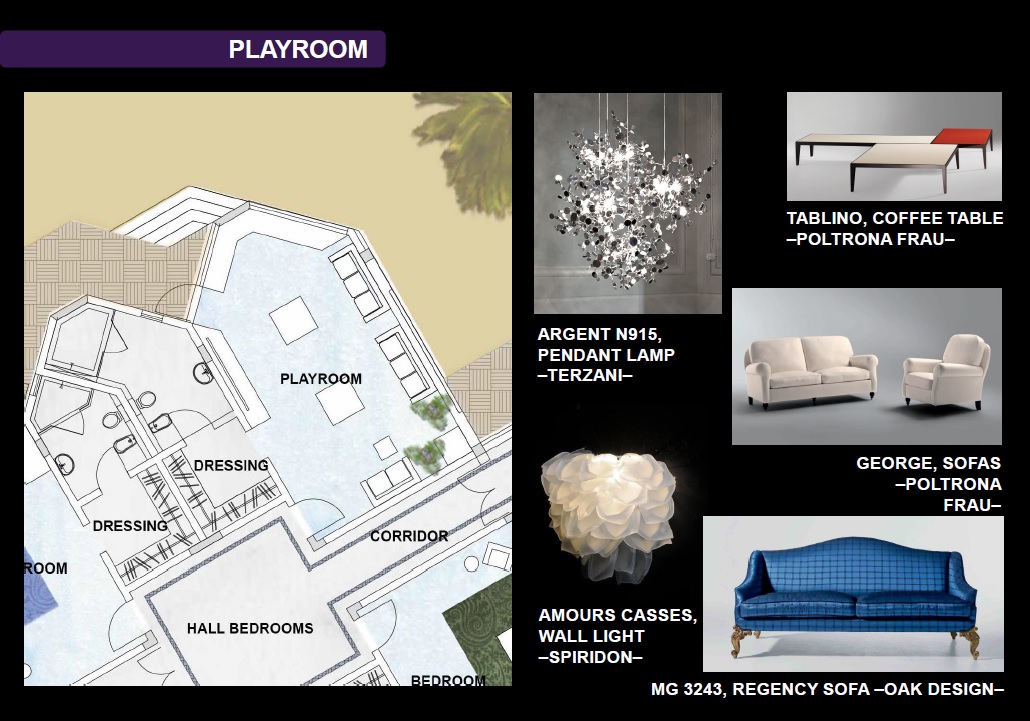 PLAYROOM
PLAYROOM
DRESSING
DRESSING
CORRIDOR
ROOM
HALL BEDROOMS
BEDROOM
ARGENT N915,
PENDANT LAMP
–TERZANI–
AMOURS CASSES,
WALL LIGHT
–SPIRIDON–
TABLINO, COFFEE TABLE
–POLTRONA FRAU–
GEORGE, SOFAS
–POLTRONA
FRAU–
MG 3243, REGENCY SOFA –OAK DESIGN–